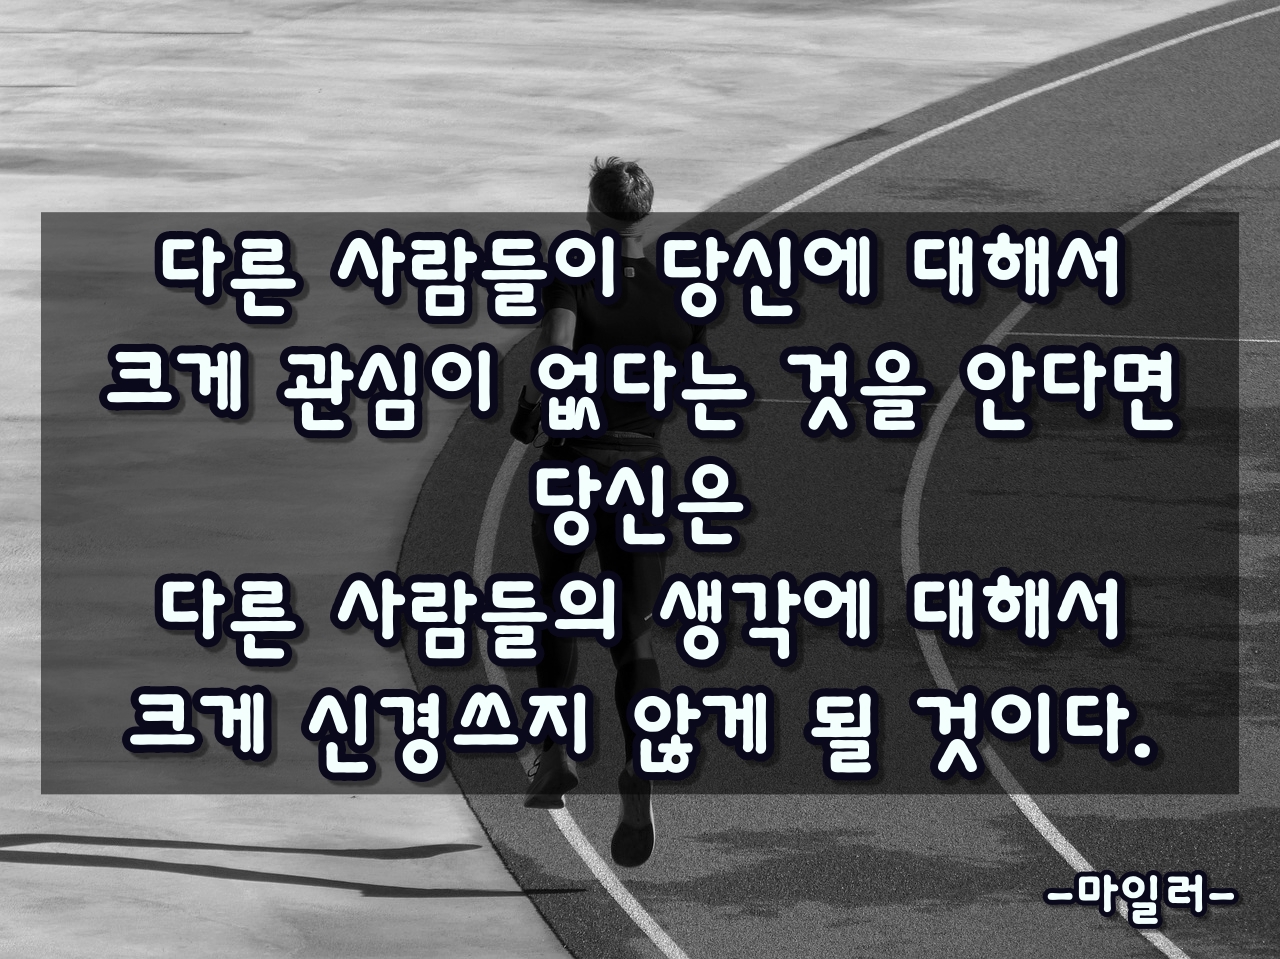 다른 사람들이 당신에 대해서
크게 관심이 없다는 것을 안다면
당신은
다른 사람들의 생각에 대해서
크게 신경쓰지 않게 될 것이다.
-마일러-